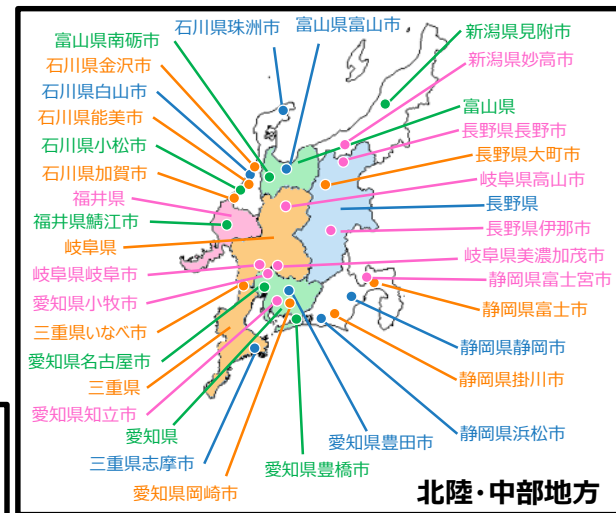 石川県珠洲市
富山県富山市
富山県南砺市
新潟県見附市
石川県金沢市
新潟県妙高市
石川県白山市
石川県能美市
富山県
石川県小松市
長野県長野市
石川県加賀市
長野県大町市
福井県
岐阜県高山市
福井県鯖江市
長野県
岐阜県
長野県伊那市
岐阜県岐阜市
岐阜県美濃加茂市
愛知県小牧市
静岡県富士宮市
三重県いなべ市
静岡県富士市
愛知県名古屋市
静岡県静岡市
三重県
静岡県掛川市
愛知県知立市
愛知県
愛知県豊田市
静岡県浜松市
三重県志摩市
愛知県豊橋市
愛知県岡崎市
北陸・中部地方